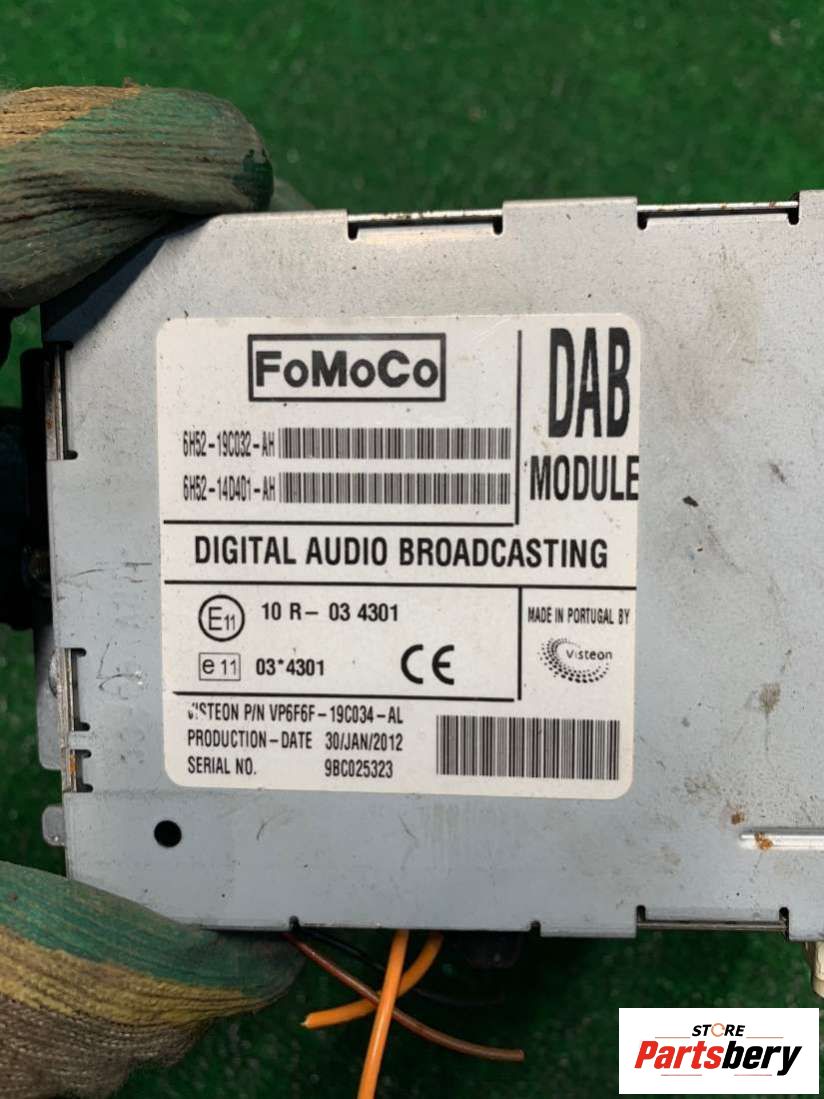 FoMoCo
DAB
MODULE
6H52-19C032-AH
6H52-14D401-AH
DIGITAL AUDIO BROADCASTING
E11 10 R- 03 4301
e 11 03*4301
CE
MADE IN PORTUGAL BY
Visteon
VISTEON P/N VP6F6F-19C034-AL
PRODUCTION-DATE 30/JAN/2012
SERIAL NO. 9BC025323
STORE
Partsbery